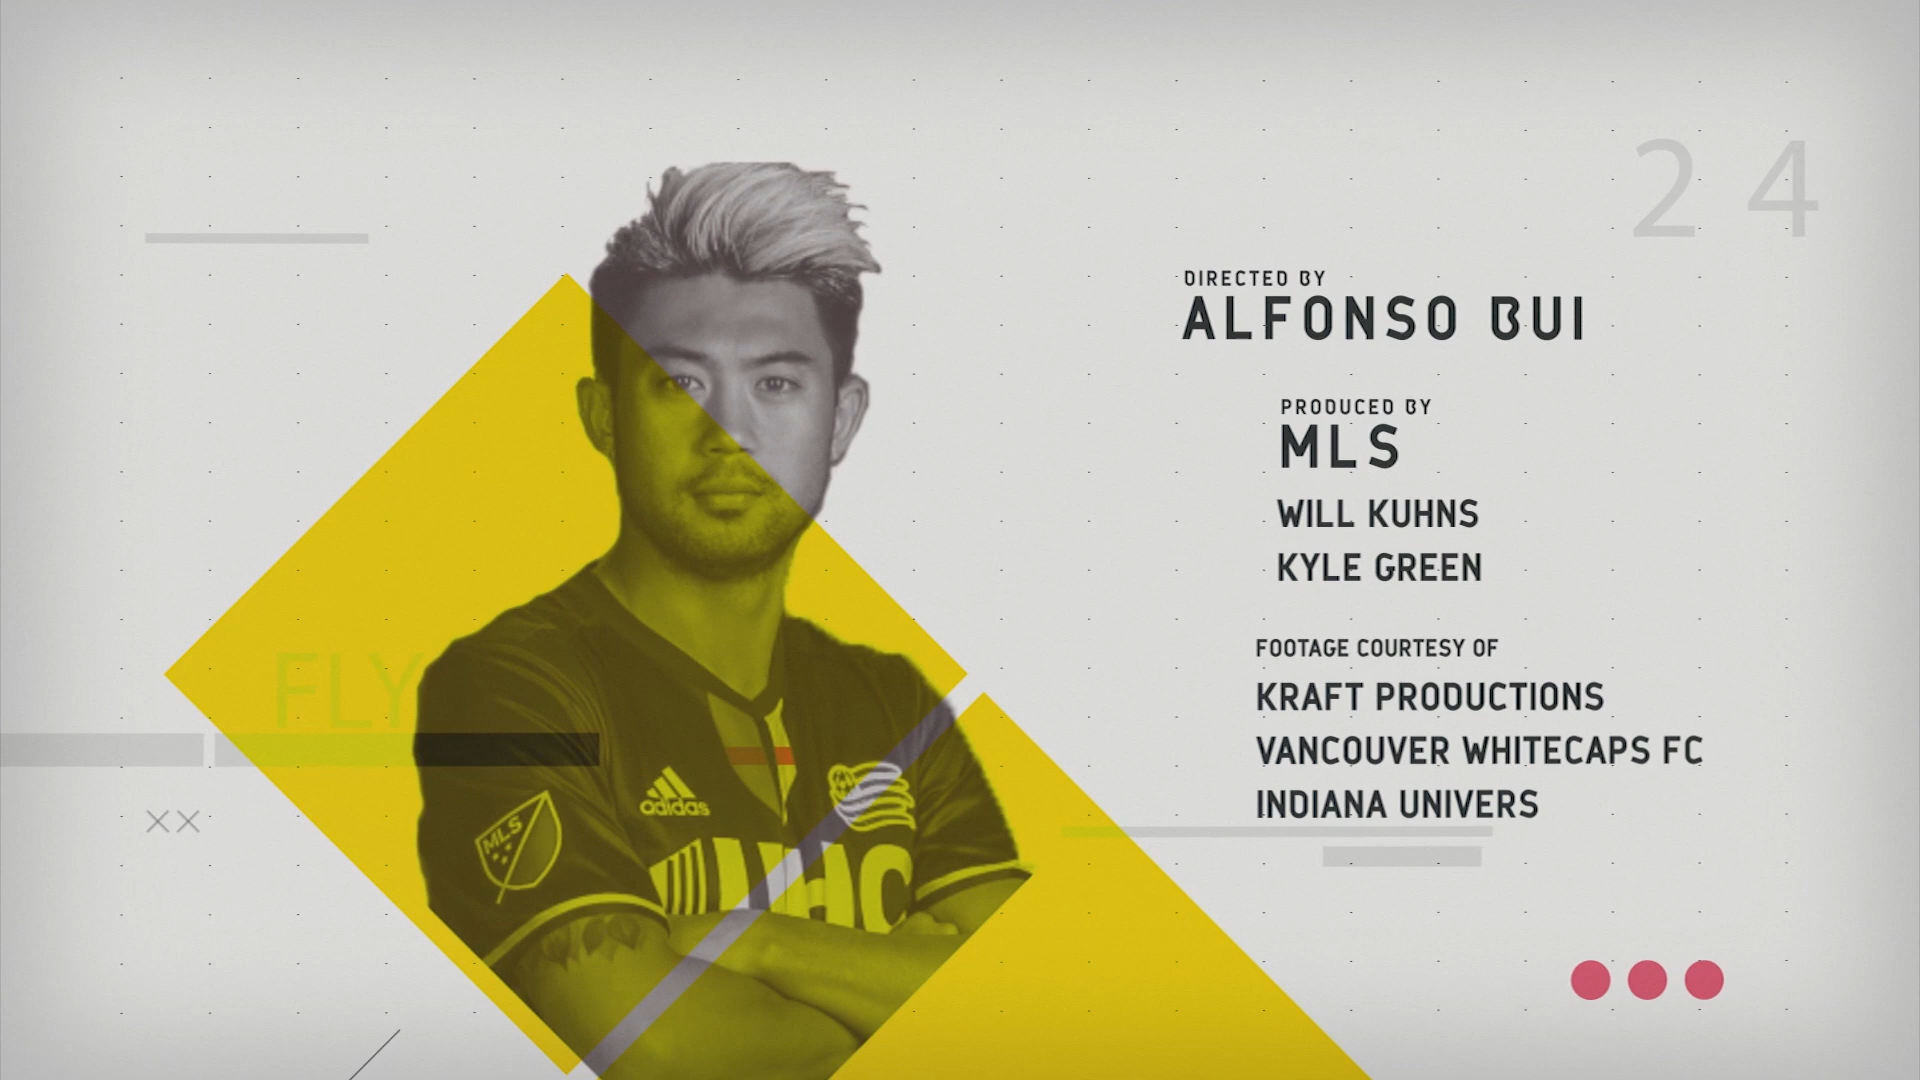 24
DIRECTED BY
ALFONSO BUI
PRODUCED BY
MLS
WILL KUHNS
KYLE GREEN
FOOTAGE COURTESY OF
KRAFT PRODUCTIONS
VANCOUVER WHITECAPS FC
INDIANA UNIVERS
FLY
adidas
MLS
UHC
XX